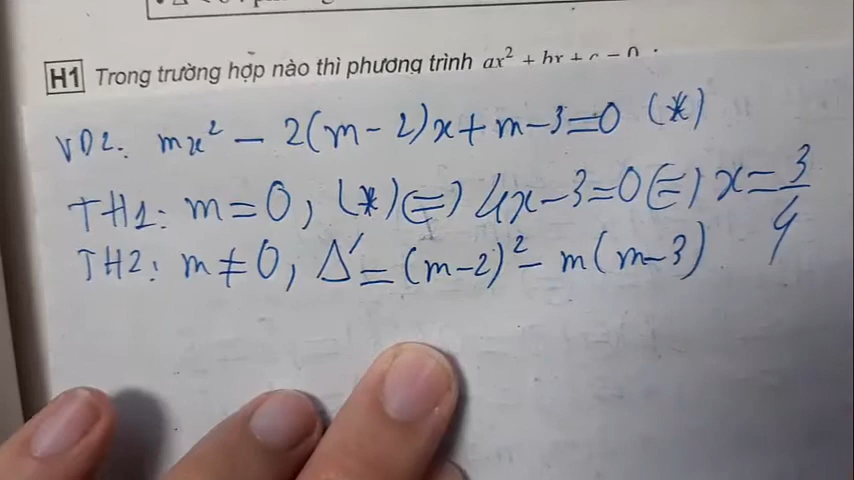 H1 Trong trường hợp nào thì phương trình ax² + bx + c = 0
VD2: mx² − 2(m−2)x + m−3=0 (*)
TH1: m=0, (*)⇔ 4x−3=0⇔ x=3/4
TH2: m≠0, Δ'=(m−2)²− m(m−3)